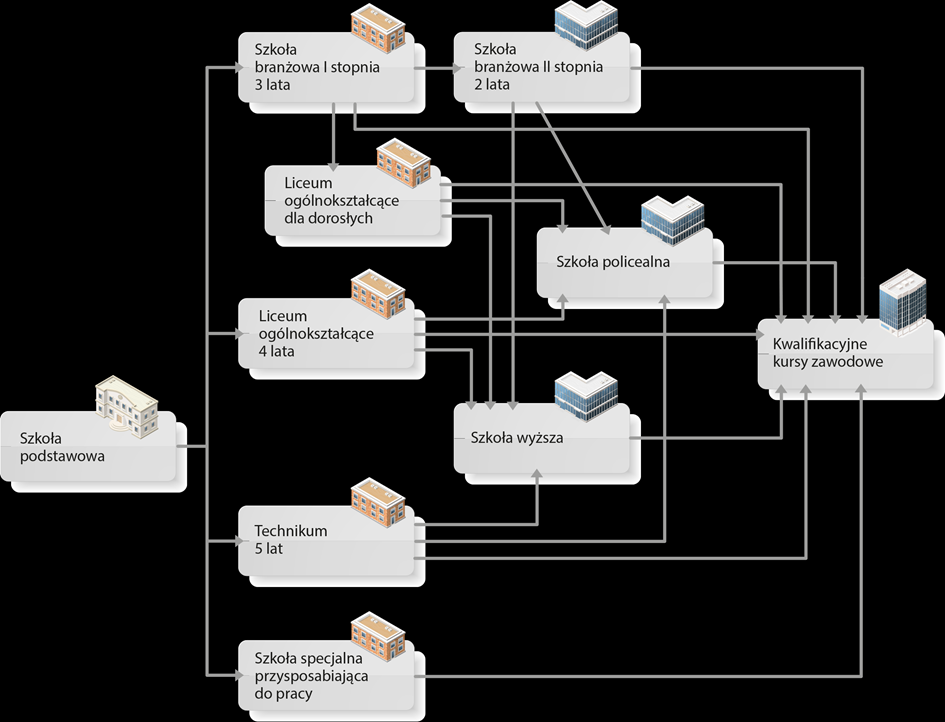 Szkoła
branżowa I stopnia
3 lata
Szkoła
branżowa II stopnia
2 lata
Liceum
ogólnokształcące
dla dorosłych
Szkoła policealna
Liceum
ogólnokształcące
4 lata
Kwalifikacyjne
kursy zawodowe
Szkoła
podstawowa
Szkoła wyższa
Technikum
5 lat
Szkoła specjalna
przysposabiająca
do pracy